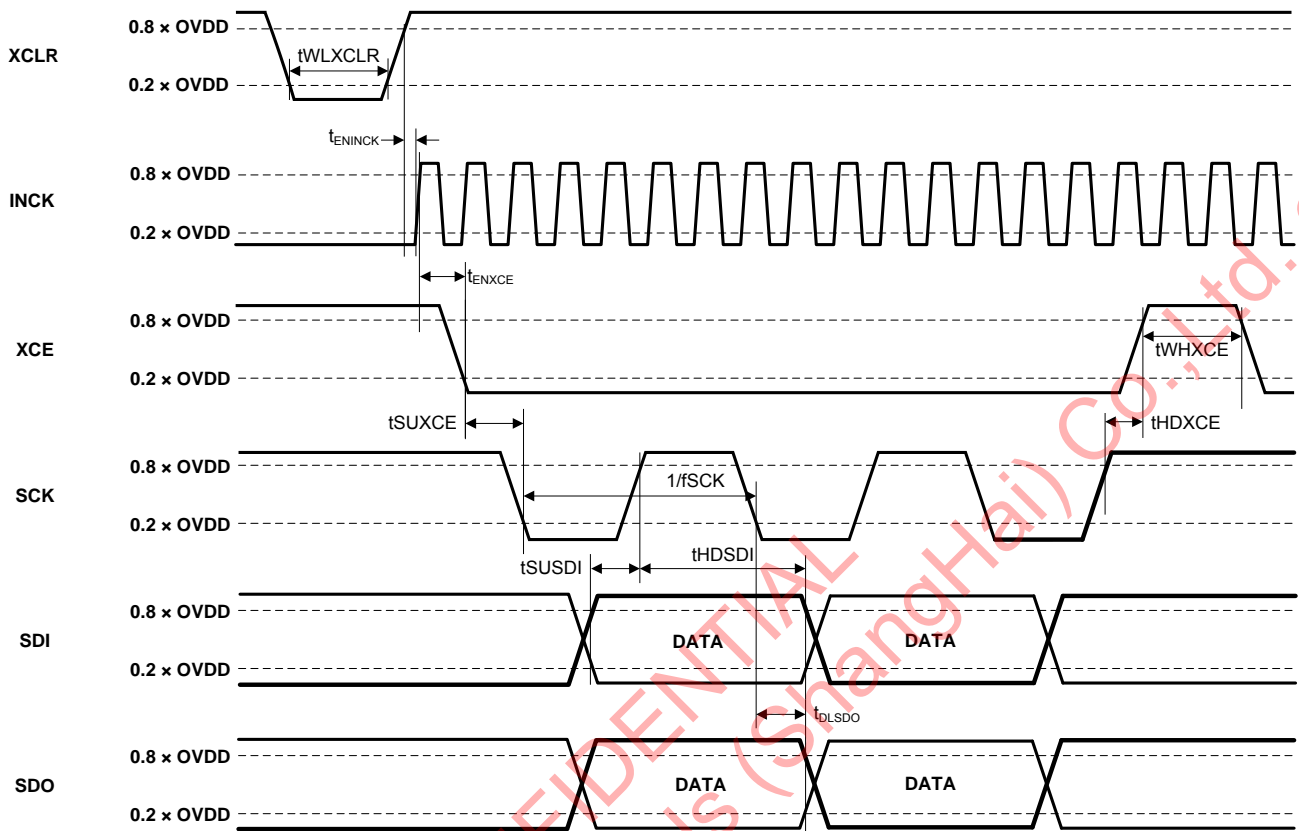 XCLR
0.8 × OVDD
tWLXCLR
0.2 × OVDD
tENINCK
INCK
0.8 × OVDD
0.2 × OVDD
tENXCE
XCE
0.8 × OVDD
0.2 × OVDD
tWHXCE
tSUXCE
tHDXCE
SCK
0.8 × OVDD
1/fSCK
0.2 × OVDD
tSUSDI
tHDSDI
SDI
0.8 × OVDD
DATA
DATA
0.2 × OVDD
tDLSDO
SDO
0.8 × OVDD
DATA
DATA
0.2 × OVDD
FIDENTIAL
ls (ShangHai) Co.,Ltd.